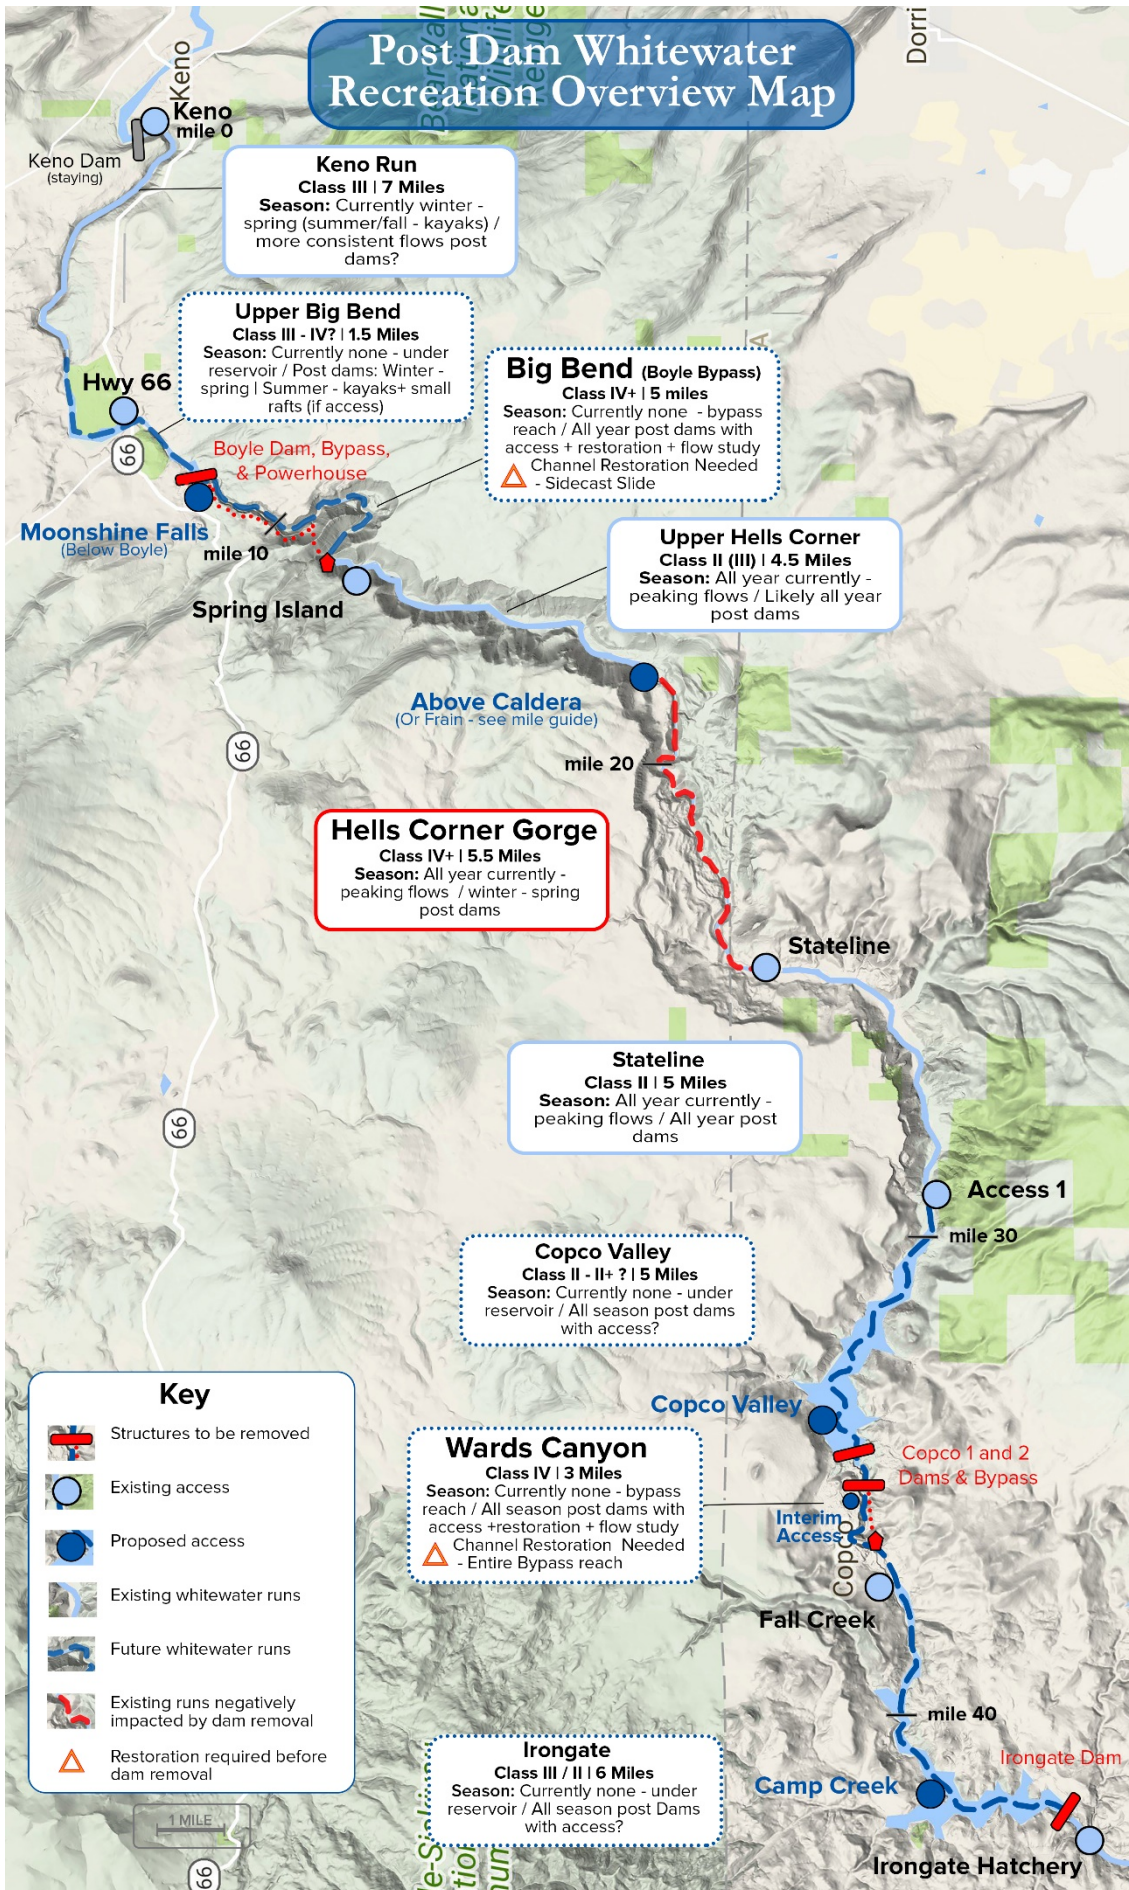 Post Dam Whitewater
Recreation Overview Map
Dorri
Keno
Keno
mile 0
Keno Dam
(staying)
Keno Run
Class III | 7 Miles
Season: Currently winter -
spring (summer/fall - kayaks) /
more consistent flows post
dams?
Upper Big Bend
Class III - IV? | 1.5 Miles
Season: Currently none - under
reservoir / Post dams: Winter -
spring | Summer - kayaks+ small
rafts (if access)
Hwy 66
66
Big Bend (Boyle Bypass)
Class IV+ | 5 miles
Season: Currently none - bypass
reach / All year post dams with
access + restoration + flow study
Channel Restoration Needed
- Sidecast Slide
Boyle Dam, Bypass,
& Powerhouse
Moonshine Falls
(Below Boyle)
mile 10
Spring Island
Upper Hells Corner
Class II (III) | 4.5 Miles
Season: All year currently -
peaking flows / Likely all year
post dams
Above Caldera
(Or Frain - see mile guide)
66
mile 20
Hells Corner Gorge
Class IV+ | 5.5 Miles
Season: All year currently -
peaking flows / winter - spring
post dams
Stateline
Stateline
Class II | 5 Miles
Season: All year currently -
peaking flows / All year post
dams
66
Access 1
mile 30
Copco Valley
Class II - II+ ? | 5 Miles
Season: Currently none - under
reservoir / All season post dams
with access?
Copco Valley
Wards Canyon
Class IV | 3 Miles
Season: Currently none - bypass
reach / All season post dams with
access +restoration + flow study
Channel Restoration Needed
- Entire Bypass reach
Copco 1 and 2
Dams & Bypass
Interim
Access
Copco
Fall Creek
mile 40
Irongate Dam
Camp Creek
Irongate
Class III / II | 6 Miles
Season: Currently none - under
reservoir / All season post Dams
with access?
Irongate Hatchery
Key
Structures to be removed
Existing access
Proposed access
Existing whitewater runs
Future whitewater runs
Existing runs negatively
impacted by dam removal
Restoration required before
dam removal
1 MILE
66